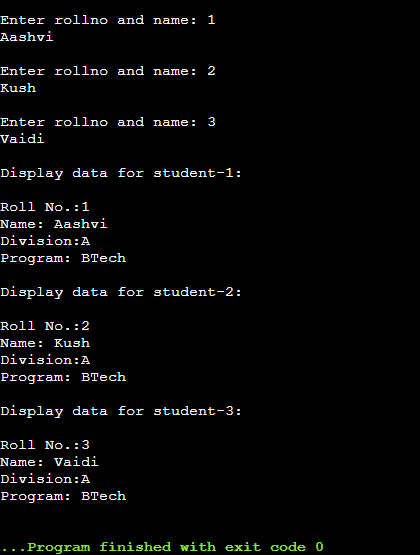 Enter rollno and name: 1
Aashvi
Enter rollno and name: 2
Kush
Enter rollno and name: 3
Vaidi
Display data for student-1:
Roll No.:1
Name: Aashvi
Division:A
Program: BTech
Display data for student-2:
Roll No.:2
Name: Kush
Division:A
Program: BTech
Display data for student-3:
Roll No.:3
Name: Vaidi
Division:A
Program: BTech
...Program finished with exit code 0